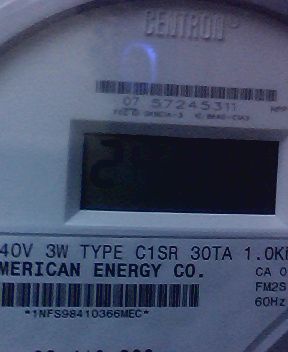 CENTRON
07 57245311
40V 3W TYPE C1SR 30TA 1.0K
MERICAN ENERGY CO.
CA 0
FM2S
60Hz
*1NFS98410366MEC*